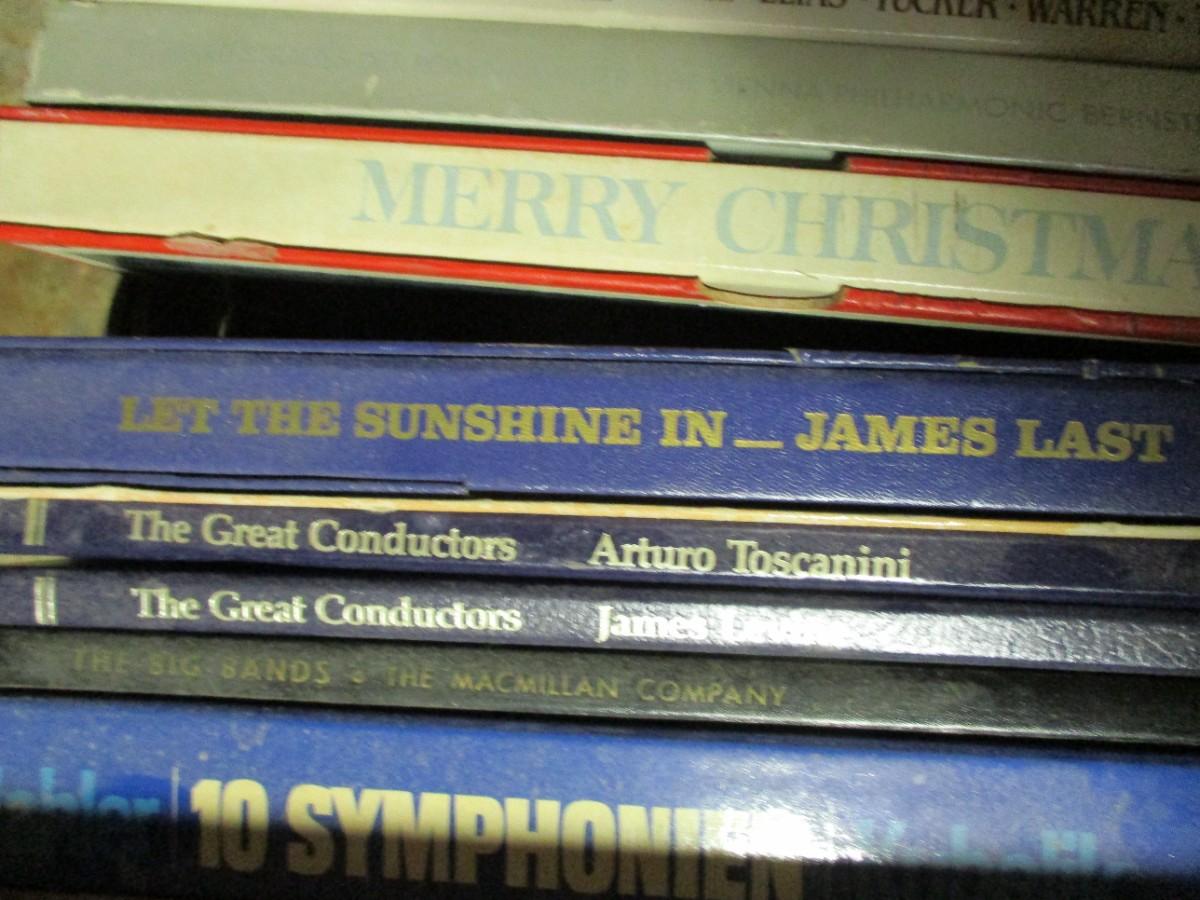 ELIAS · TUCKER · WARREN ·
VIENNA PHILHARMONIC BERNST
MERRY CHRISTMA
LET THE SUNSHINE IN — JAMES LAST
The Great Conductors Arturo Toscanini
The Great Conductors James
THE BIG BANDS THE MACMILLAN COMPANY
10 SYMPHONIEN